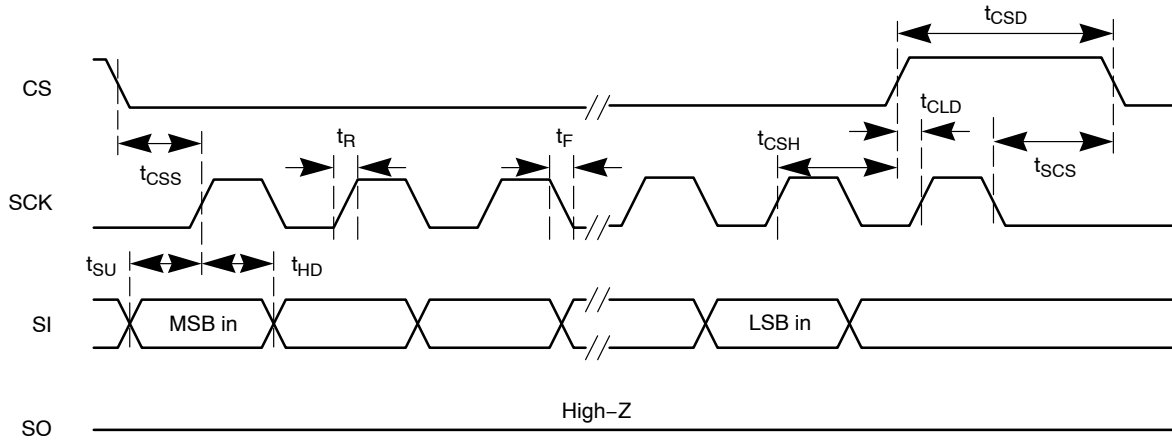 tCSD
CS
tCLD
tR
tF
tCSH
tCSS
tSCS
SCK
tSU
tHD
SI
MSB in
LSB in
High−Z
SO